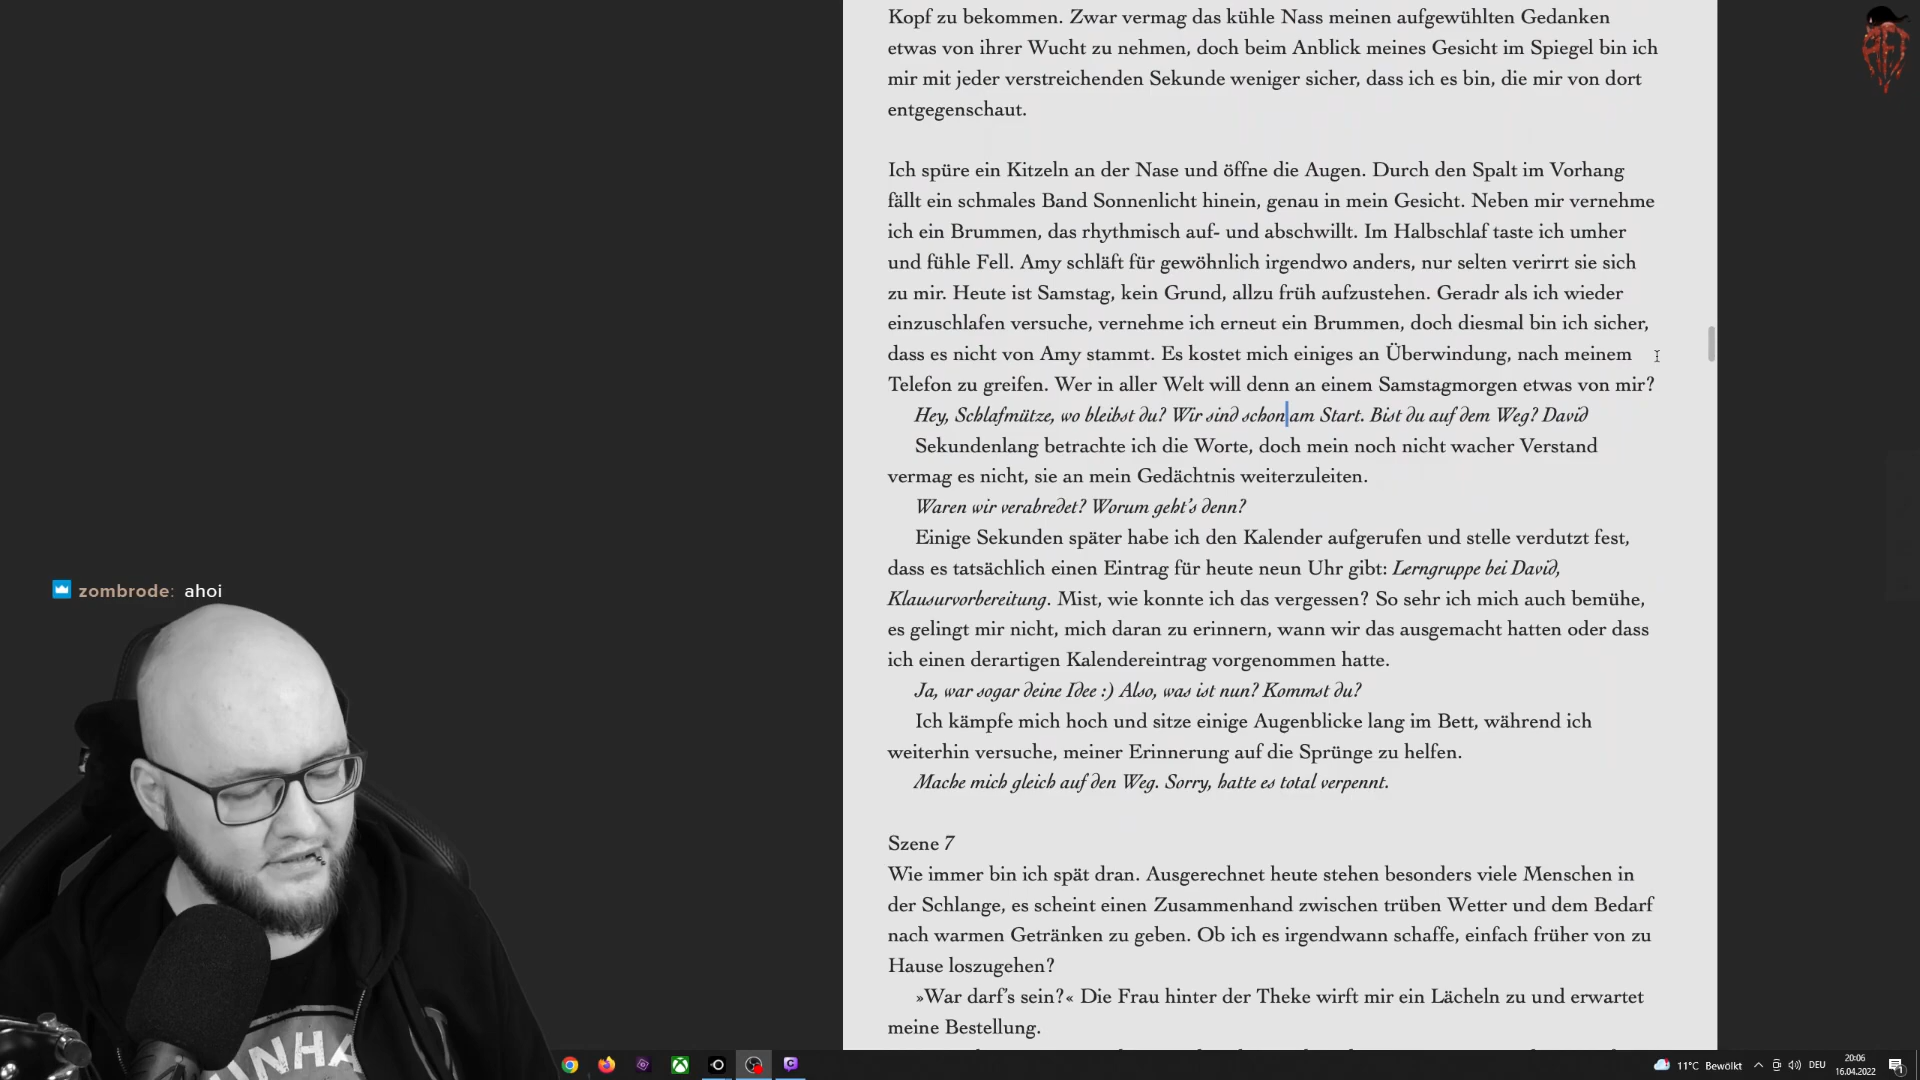 Kopf zu bekommen. Zwar vermag das kühle Nass meinen aufgewühlten Gedanken
etwas von ihrer Wucht zu nehmen, doch beim Anblick meines Gesicht im Spiegel bin ich
mir mit jeder verstreichenden Sekunde weniger sicher, dass ich es bin, die mir von dort
entgegenschaut.
Ich spüre ein Kitzeln an der Nase und öffne die Augen. Durch den Spalt im Vorhang
fällt ein schmales Band Sonnenlicht hinein, genau in mein Gesicht. Neben mir vernehme
ich ein Brummen, das rhythmisch auf- und abschwillt. Im Halbschlaf taste ich umher
und fühle Fell. Amy schläft für gewöhnlich irgendwo anders, nur selten verirrt sie sich
zu mir. Heute ist Samstag, kein Grund, allzu früh aufzustehen. Geradr als ich wieder
einzuschlafen versuche, vernehme ich erneut ein Brummen, doch diesmal bin ich sicher,
dass es nicht von Amy stammt. Es kostet mich einiges an Überwindung, nach meinem
Telefon zu greifen. Wer in aller Welt will denn an einem Samstagmorgen etwas von mir?
Hey, Schlafmütze, wo bleibst du? Wir sind schon am Start. Bist du auf dem Weg? David
Sekundenlang betrachte ich die Worte, doch mein noch nicht wacher Verstand
vermag es nicht, sie an mein Gedächtnis weiterzuleiten.
Waren wir verabredet? Worum geht's denn?
Einige Sekunden später habe ich den Kalender aufgerufen und stelle verdutzt fest,
dass es tatsächlich einen Eintrag für heute neun Uhr gibt: Lerngruppe bei David,
Klausurvorbereitung. Mist, wie konnte ich das vergessen? So sehr ich mich auch bemühe,
es gelingt mir nicht, mich daran zu erinnern, wann wir das ausgemacht hatten oder dass
ich einen derartigen Kalendereintrag vorgenommen hatte.
Ja, war sogar deine Idee :) Also, was ist nun? Kommst du?
Ich kämpfe mich hoch und sitze einige Augenblicke lang im Bett, während ich
weiterhin versuche, meiner Erinnerung auf die Sprünge zu helfen.
Mache mich gleich auf den Weg. Sorry, hatte es total verpennt.
Szene 7
Wie immer bin ich spät dran. Ausgerechnet heute stehen besonders viele Menschen in
der Schlange, es scheint einen Zusammenhand zwischen trüben Wetter und dem Bedarf
nach warmen Getränken zu geben. Ob ich es irgendwann schaffe, einfach früher von zu
Hause loszugehen?
»War darf's sein?« Die Frau hinter der Theke wirft mir ein Lächeln zu und erwartet
meine Bestellung.
zombrode: ahoi
11°C Bewölkt
DEU
20:06
16.04.2022